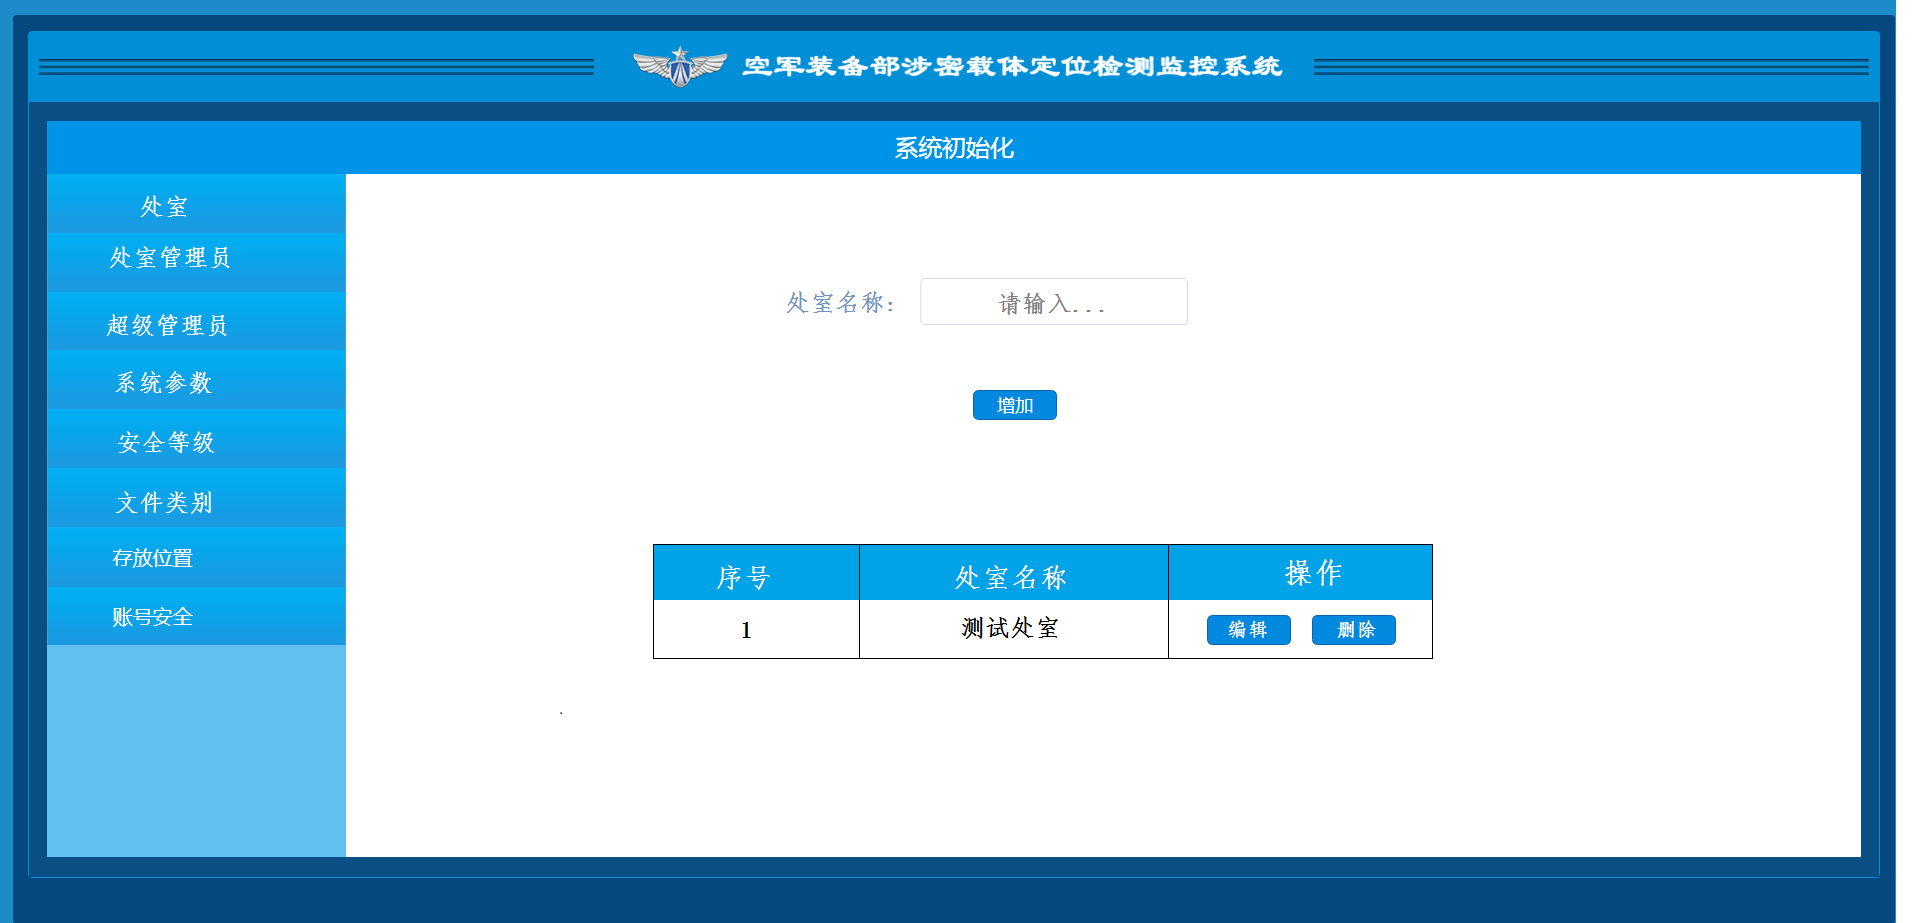 空军装备部涉密载体定位检测监控系统
系统初始化
处室
处室管理员
超级管理员
系统参数
安全等级
文件类别
存放位置
账号安全
处室名称： 请输入...
增加
序号 处室名称 操作
1 测试处室 编辑 删除
.